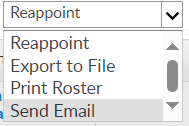 Reappoint
Reappoint
Export to File
Print Roster
Send Email